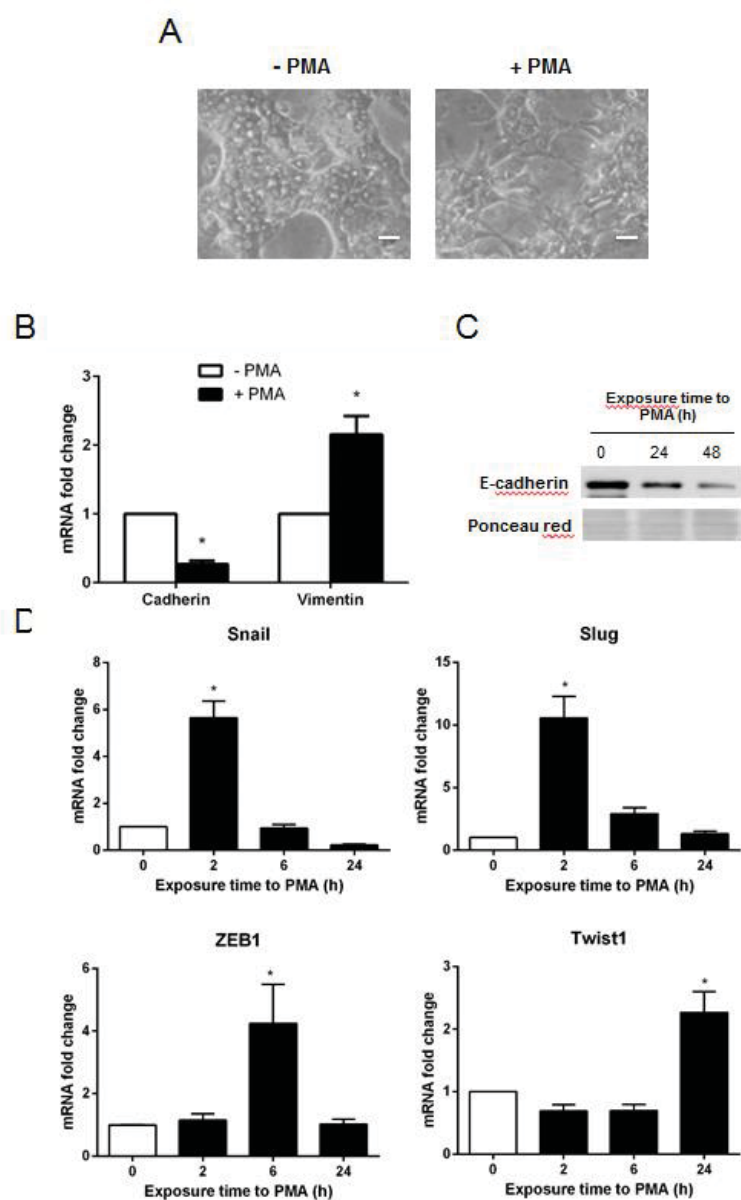 A
- PMA
+ PMA
B
- PMA
+ PMA
mRNA fold change
3
2
1
0
*
*
Cadherin
Vimentin
C
Exposure time to
PMA (h)
0 24 48
E-cadherin
Ponceau red
D
Snail
mRNA fold change
8
6
4
2
0
*
0 2 6 24
Exposure time to PMA (h)
Slug
mRNA fold change
15
10
5
0
*
0 2 6 24
Exposure time to PMA (h)
ZEB1
mRNA fold change
6
4
2
0
*
0 2 6 24
Exposure time to PMA (h)
Twist1
mRNA fold change
3
2
1
0
*
0 2 6 24
Exposure time to PMA (h)